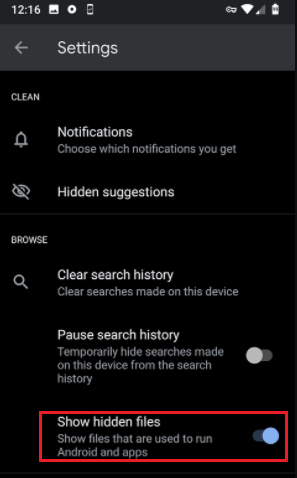 12:16
Settings
CLEAN
Notifications
Choose which notifications you get
Hidden suggestions
BROWSE
Clear search history
Clear searches made on this device
Pause search history
Temporarily hide searches made
on this device from the search
history
Show hidden files
Show files that are used to run
Android and apps